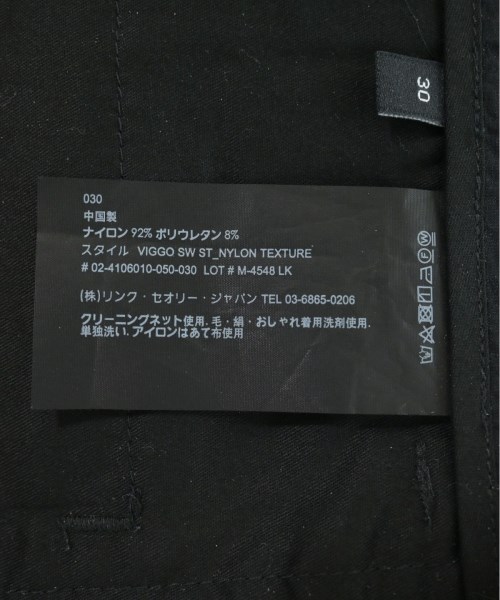 30
030
中国製
ナイロン 92% ポリウレタン 8%
スタイル VIGGO SW ST_NYLON TEXTURE
# 02-4106010-050-030 LOT # M-4548 LK
(株)リンク・セオリー・ジャパン TEL 03-6865-0206
クリーニングネット使用.毛・絹・おしゃれ着用洗剤使用.
単独洗い.アイロンはあて布使用
W
F